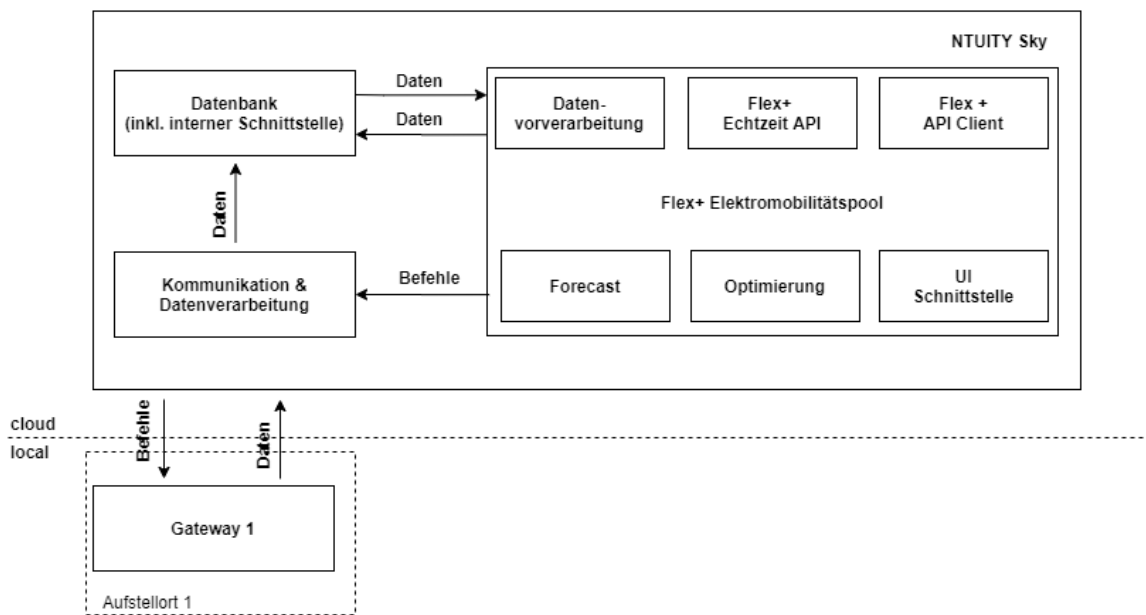 NTUITY Sky
Datenbank
(inkl. interner Schnittstelle)
Daten
Daten
Daten-
vorverarbeitung
Flex+
Echtzeit API
Flex +
API Client
Daten
Flex+ Elektromobilitätspool
Kommunikation &
Datenverarbeitung
Befehle
Forecast
Optimierung
UI
Schnittstelle
cloud
local
Befehle
Daten
Gateway 1
Aufstellort 1